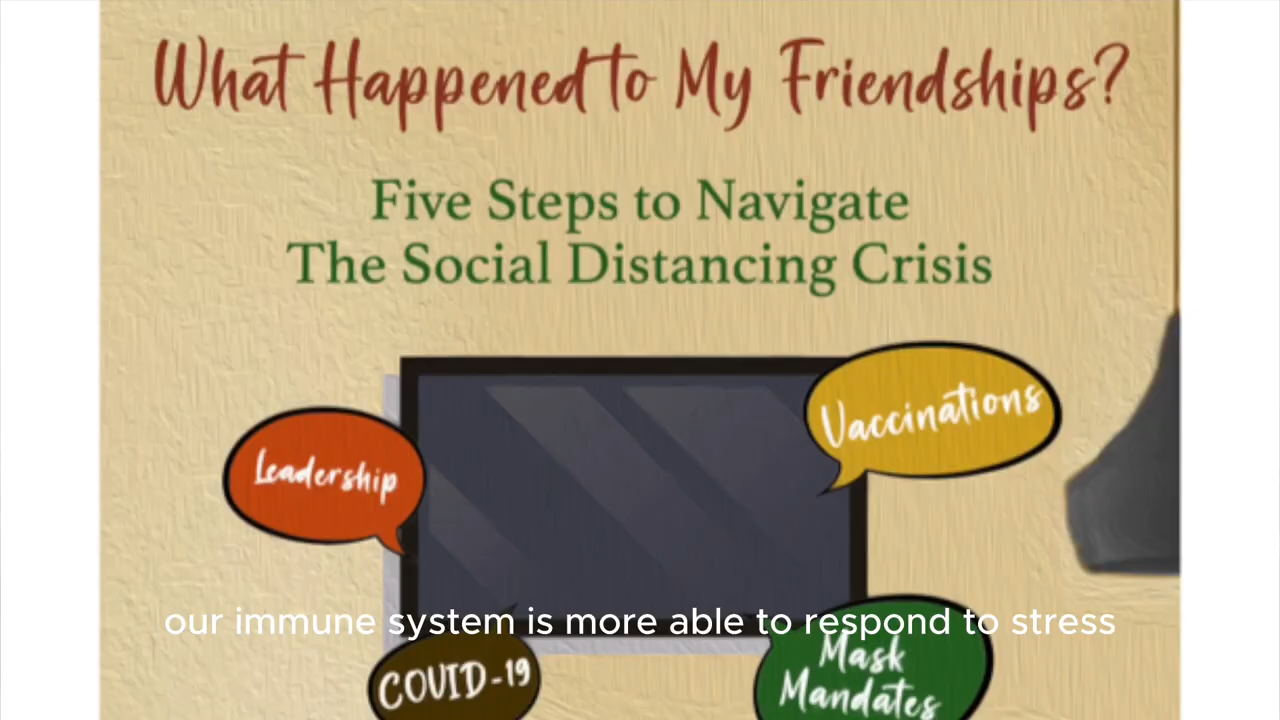 What Happened to My Friendships?
Five Steps to Navigate
The Social Distancing Crisis
Vaccinations
Leadership
our immune system is more able to respond to stress
COVID-19
Mask
Mandates